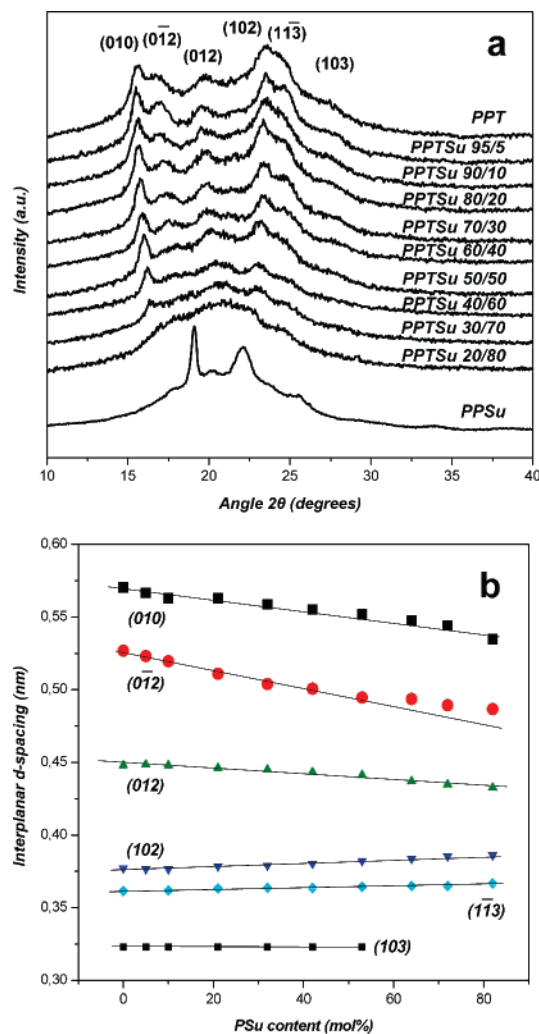 a
(010) (01̄2) (012) (102) (113̄) (103)
PPT
PPTSu 95/5
PPTSu 90/10
PPTSu 80/20
PPTSu 70/30
PPTSu 60/40
PPTSu 50/50
PPTSu 40/60
PPTSu 30/70
PPTSu 20/80
PPSu
Intensity (a.u.)
10 15 20 25 30 35 40
Angle 2θ (degrees)
b
0,60
0,55
0,50
0,45
0,40
0,35
0,30
Interplanar d-spacing (nm)
(010)
(01̄2)
(012)
(102)
(11̄3)
(103)
0 20 40 60 80
PSu content (mol%)